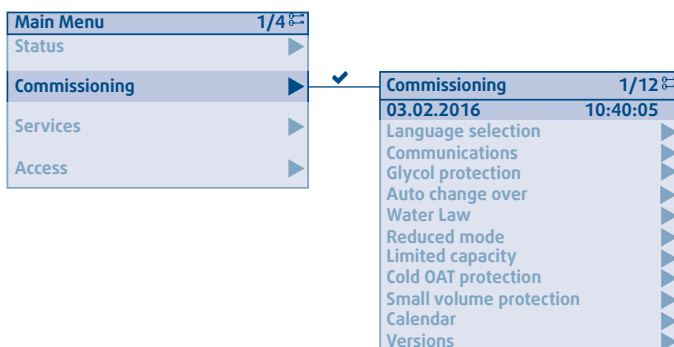 Main Menu 1/4
Status
Commissioning
Services
Access
Commissioning 1/12
03.02.2016 10:40:05
Language selection
Communications
Glycol protection
Auto change over
Water Law
Reduced mode
Limited capacity
Cold OAT protection
Small volume protection
Calendar
Versions